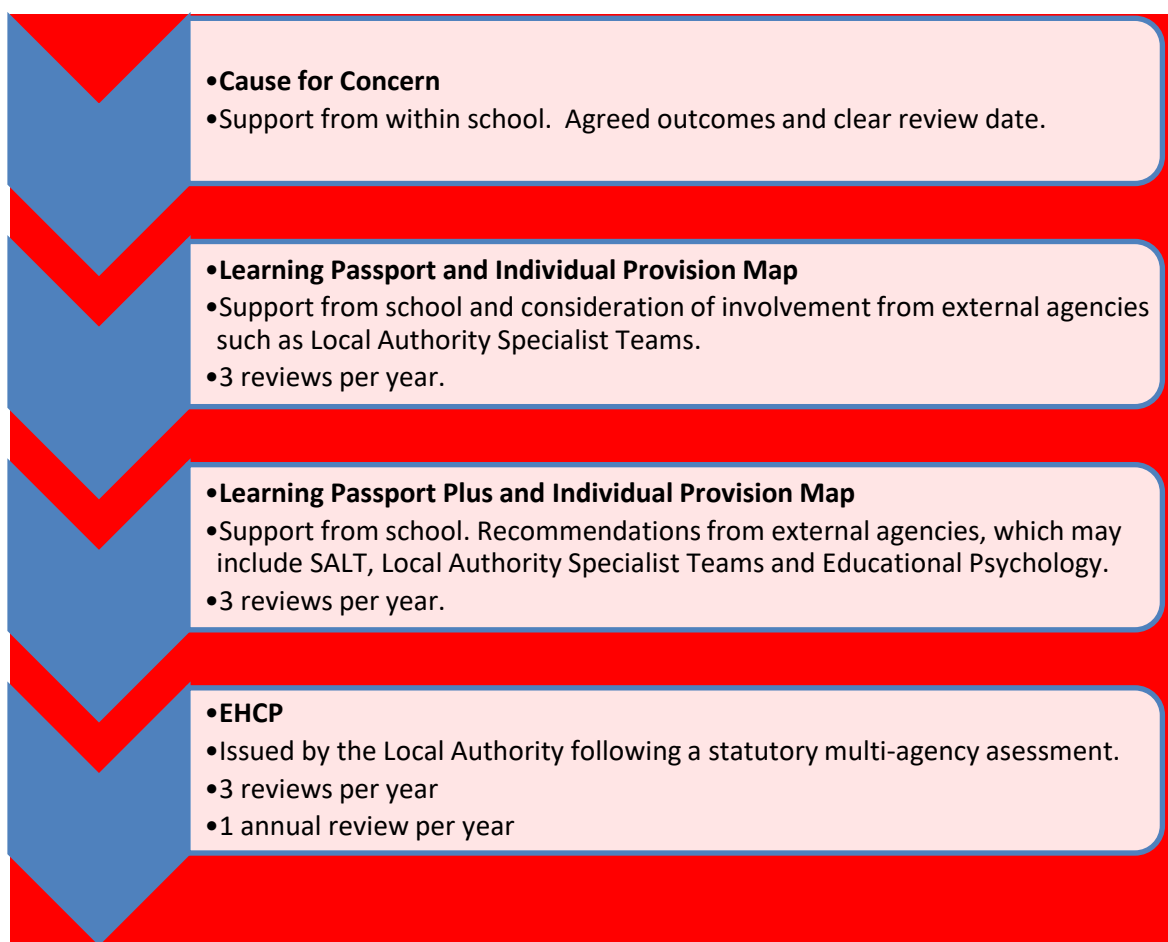 •Cause for Concern
•Support from within school.  Agreed outcomes and clear review date.
•Learning Passport and Individual Provision Map
•Support from school and consideration of involvement from external agencies
such as Local Authority Specialist Teams.
•3 reviews per year.
•Learning Passport Plus and Individual Provision Map
•Support from school. Recommendations from external agencies, which may
include SALT, Local Authority Specialist Teams and Educational Psychology.
•3 reviews per year.
•EHCP
•Issued by the Local Authority following a statutory multi-agency asessment.
•3 reviews per year
•1 annual review per year